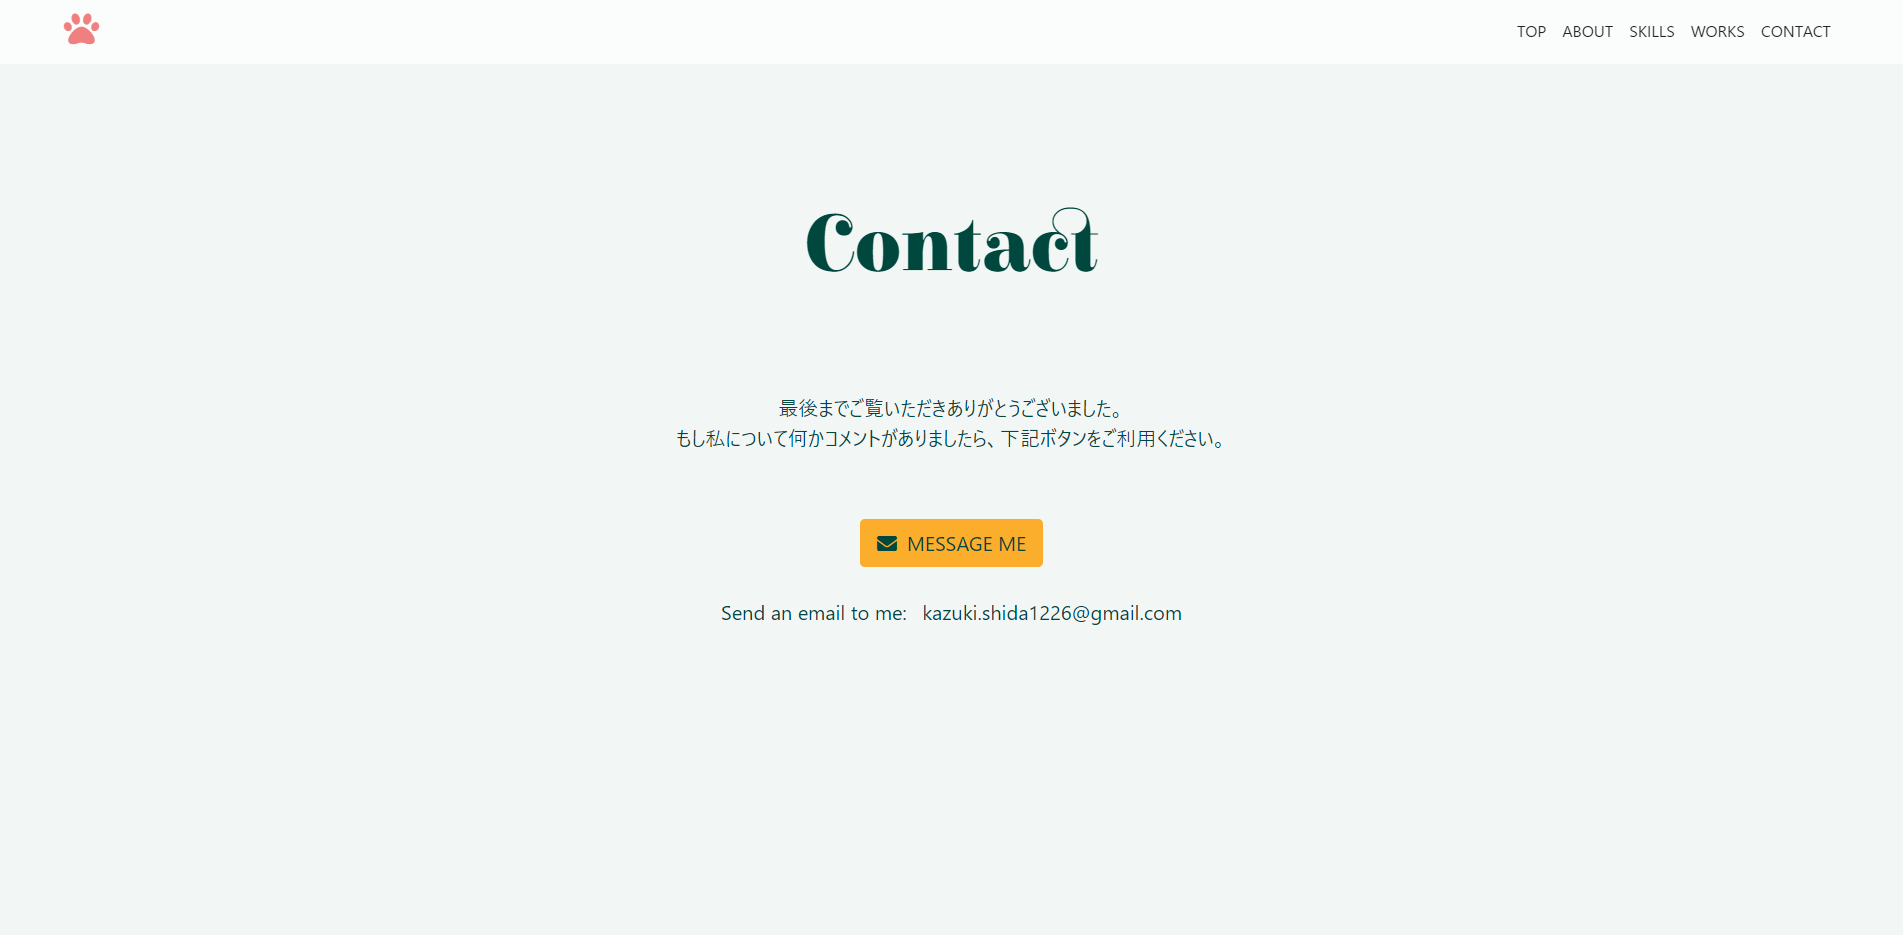 TOP ABOUT SKILLS WORKS CONTACT
Contact
最後までご覧いただきありがとうございました。
もし私について何かコメントがありましたら、下記ボタンをご利用ください。
MESSAGE ME
Send an email to me: kazuki.shida1226@gmail.com